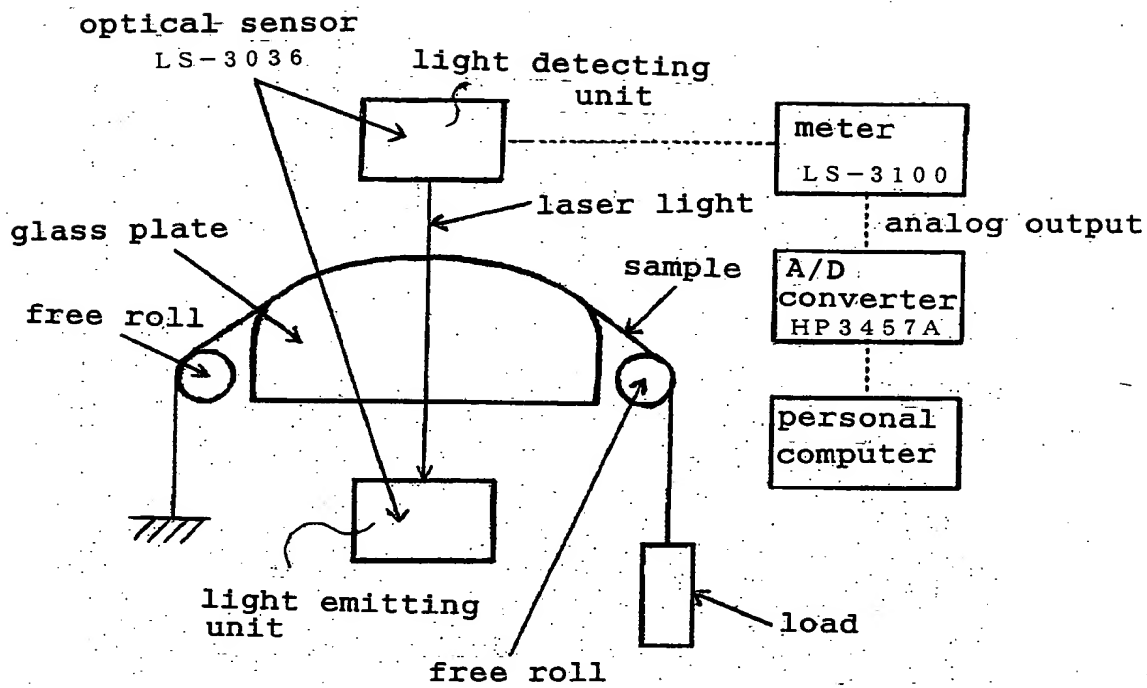 optical sensor
LS-3036
light detecting
unit
meter
LS-3100
laser light
analog output
glass plate
sample
A/D
converter
HP3457A
free roll
personal
computer
light emitting
unit
load
free roll